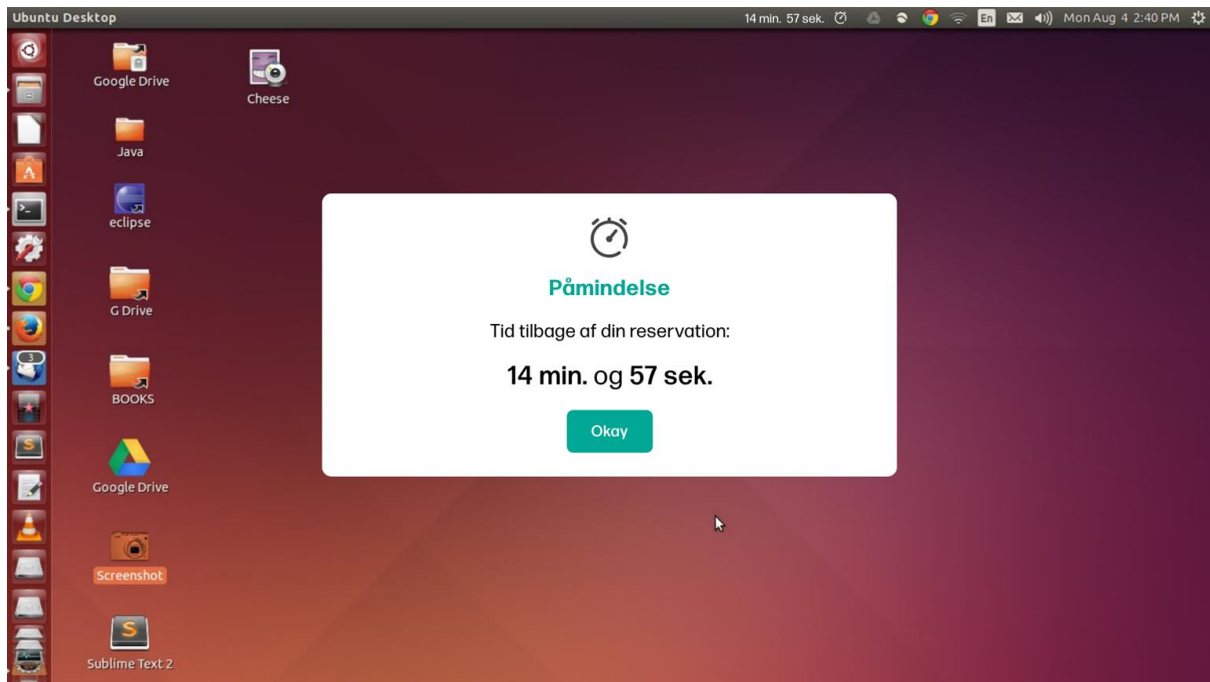 Ubuntu Desktop
14 min. 57 sek.
En
Mon Aug 4 2:40 PM
Google Drive
Cheese
Java
eclipse
G Drive
3
BOOKS
Google Drive
Screenshot
Sublime Text 2
Påmindelse
Tid tilbage af din reservation:
14 min. og 57 sek.
Okay